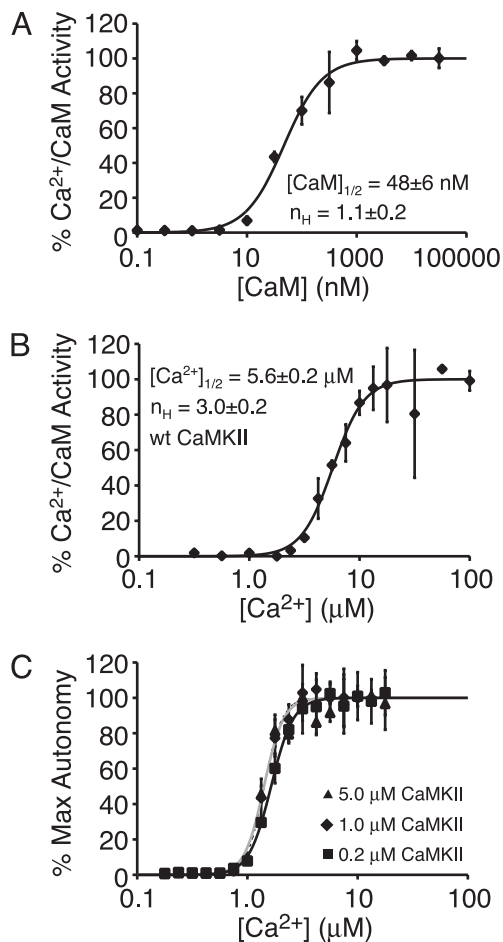 A
% Ca²⁺/CaM Activity
120
100
80
60
40
20
0
[CaM]₁/₂ = 48±6 nM
n_H = 1.1±0.2
0.1 10 1000 100000
[CaM] (nM)
B
% Ca²⁺/CaM Activity
120
100
80
60
40
20
0
[Ca²⁺]₁/₂ = 5.6±0.2 μM
n_H = 3.0±0.2
wt CaMKII
0.1 1.0 10 100
[Ca²⁺] (μM)
C
% Max Autonomy
120
100
80
60
40
20
0
▲ 5.0 μM CaMKII
◆ 1.0 μM CaMKII
■ 0.2 μM CaMKII
0.1 1.0 10 100
[Ca²⁺] (μM)